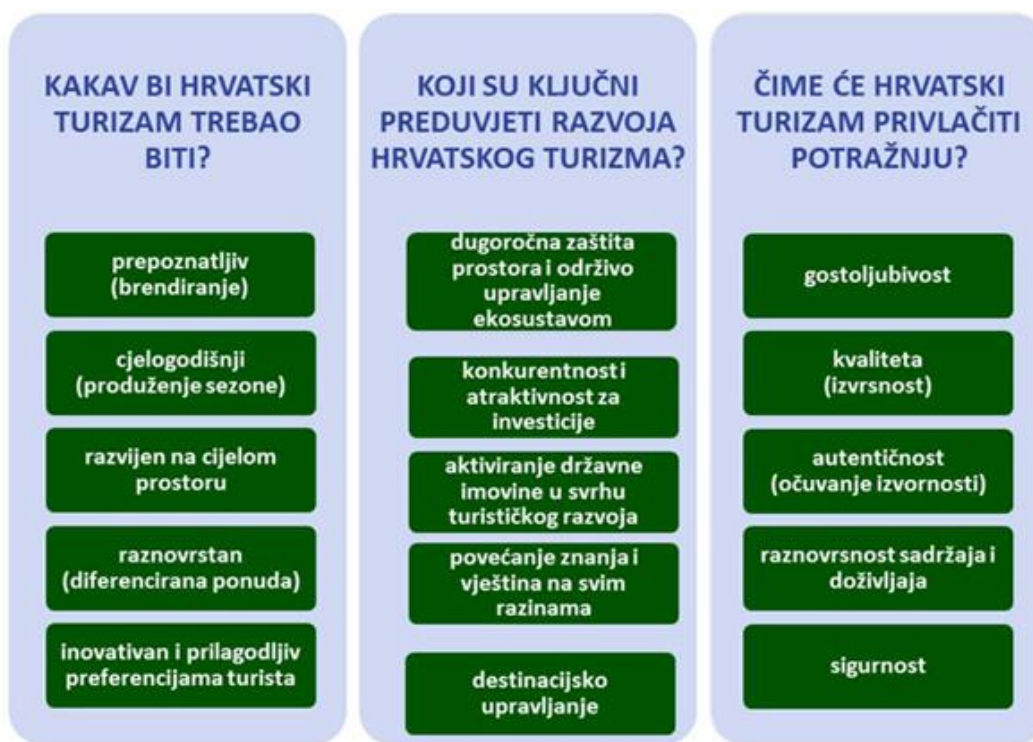 KAKAV BI HRVATSKI
TURIZAM TREBAO
BITI?
prepoznatljiv
(brendiranje)
cjelogodišnji
(produženje sezone)
razvijen na cijelom
prostoru
raznovrstan
(diferencirana ponuda)
inovativan i prilagodljiv
preferencijama turista
KOJI SU KLJUČNI
PREDUVJETI RAZVOJA
HRVATSKOG TURIZMA?
dugoročna zaštita
prostora i održivo
upravljanje
ekosustavom
konkurentnost i
atraktivnost za
investicije
aktiviranje državne
imovine u svrhu
turističkog razvoja
povećanje znanja i
vještina na svim
razinama
destinacijsko
upravljanje
ČIME ĆE HRVATSKI
TURIZAM PRIVLAČITI
POTRAŽNJU?
gostoljubivost
kvaliteta
(izvrsnost)
autentičnost
(očuvanje izvornosti)
raznovrsnost sadržaja i
doživljaja
sigurnost